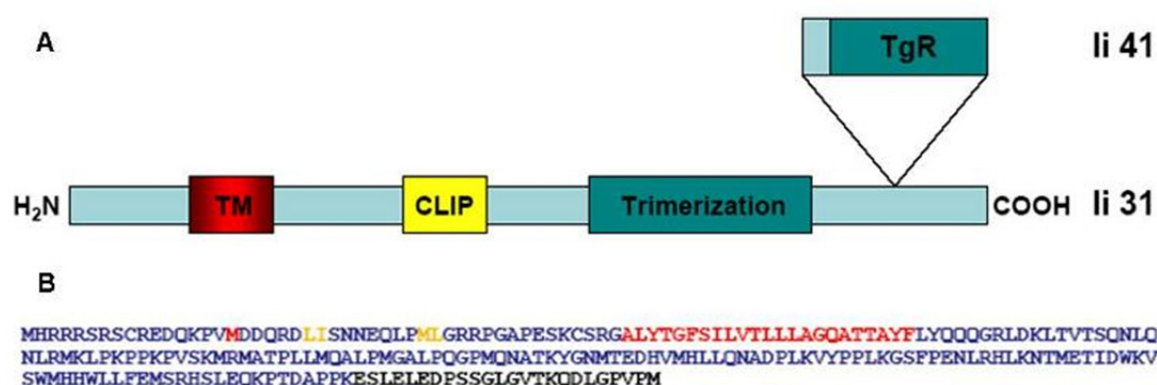 A
TgR
Ii 41
H₂N
TM
CLIP
Trimerization
COOH
Ii 31
B
MHRRRSRSCREDQKPVMDDQRDLISNNEQLPMLGRRPGAPESKCSRGALYTGFSILVTLLLAGQATTAYFLYQQQGRLDKLTVTSQNLQ
NLRMKLPKPPKPVSKMRMATPLLMQALPMGALPQGPMQNATKYGNMTEDHVMHLLQNADPLKVYPPLKGSFPENLRHLKNTMETIDWKV
SWMHHWLLFEMSRHSLEQKPTDAPPKESLELEDPSSGLGVTKQDLGPVPM